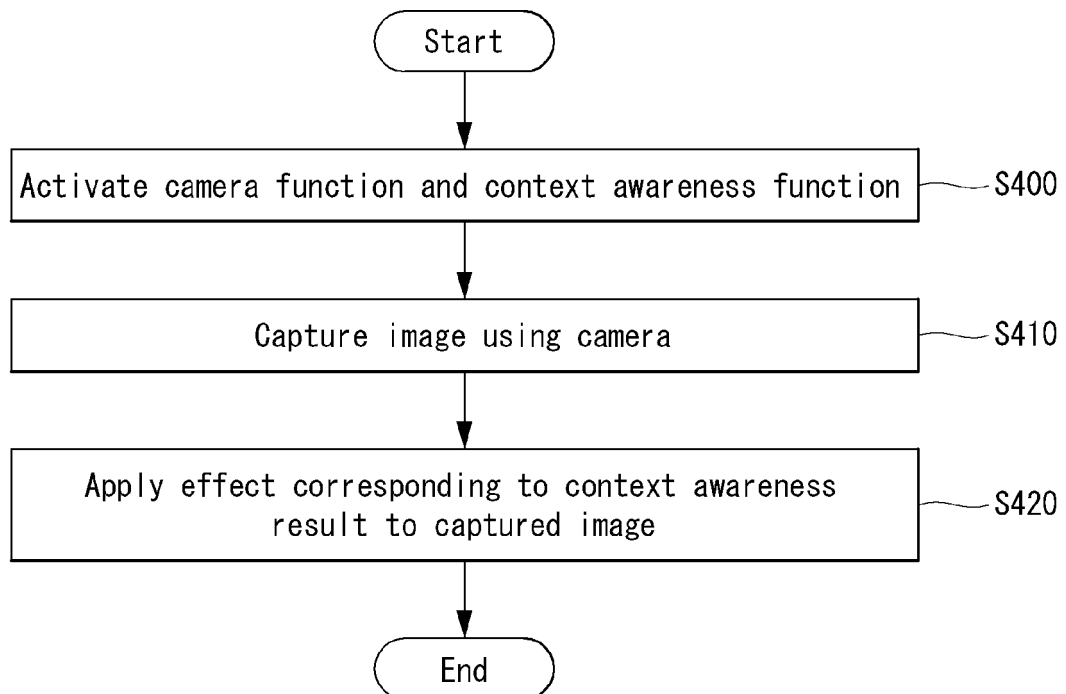 Start
Activate camera function and context awareness function
S400
Capture image using camera
S410
Apply effect corresponding to context awareness
result to captured image
S420
End